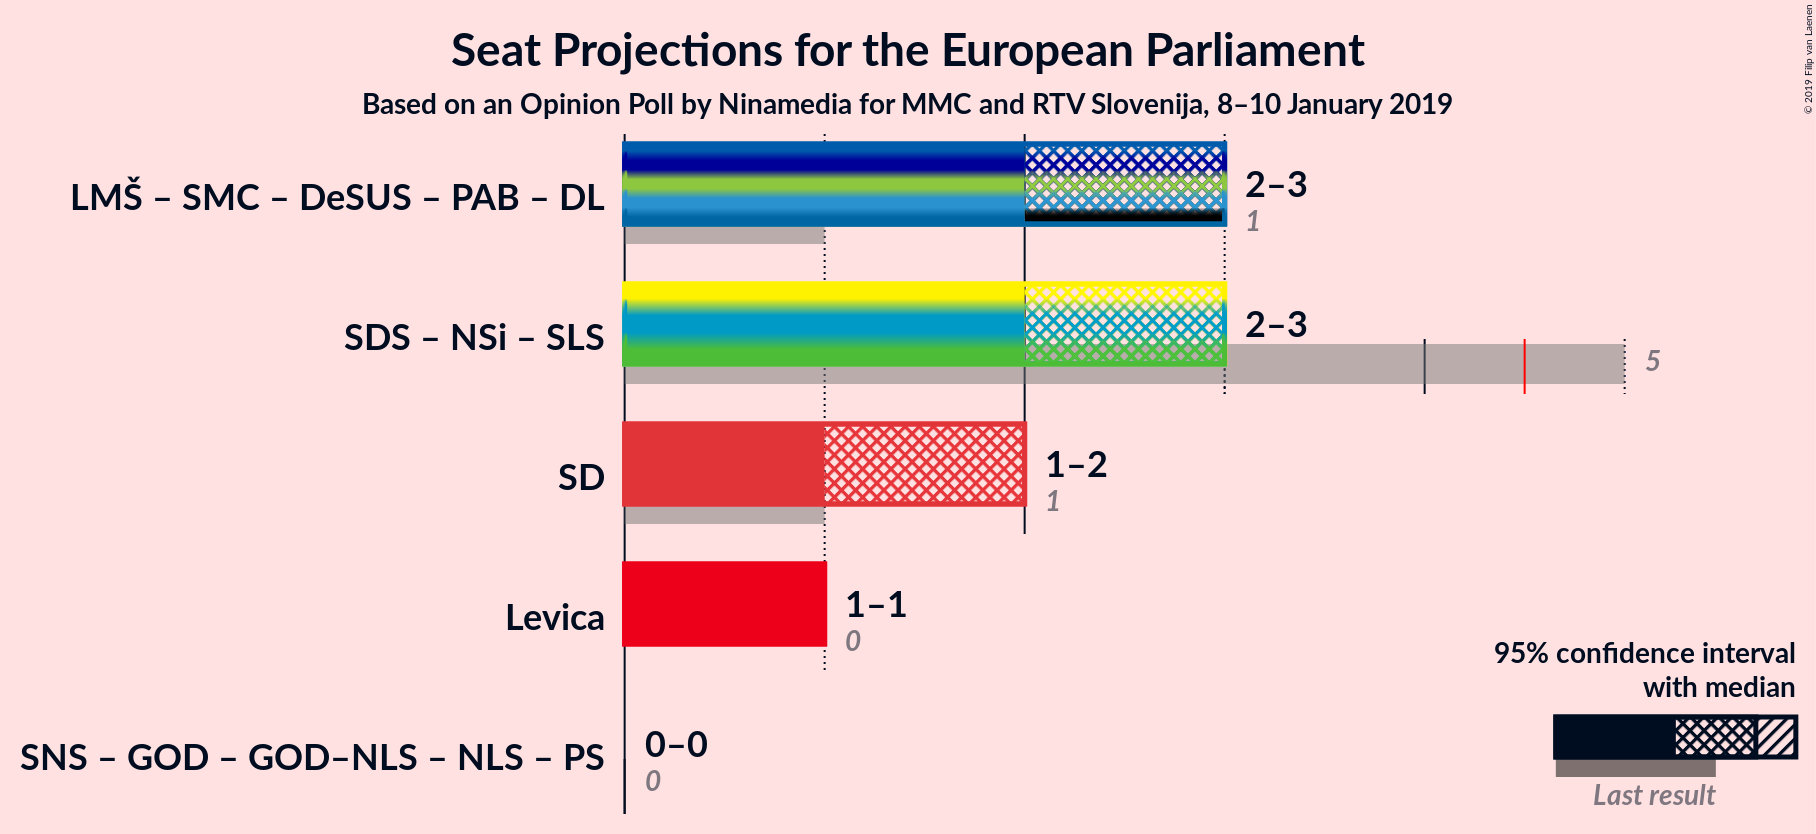 Seat Projections for the European Parliament
Based on an Opinion Poll by Ninamedia for MMC and RTV Slovenija, 8–10 January 2019
© 2019 Filip van Laenen
LMŠ – SMC – DeSUS – PAB – DL
2–3
1
SDS – NSi – SLS
2–3
5
SD
1–2
1
Levica
1–1
0
SNS – GOD – GOD–NLS – NLS – PS
0–0
0
95% confidence interval
with median
Last result